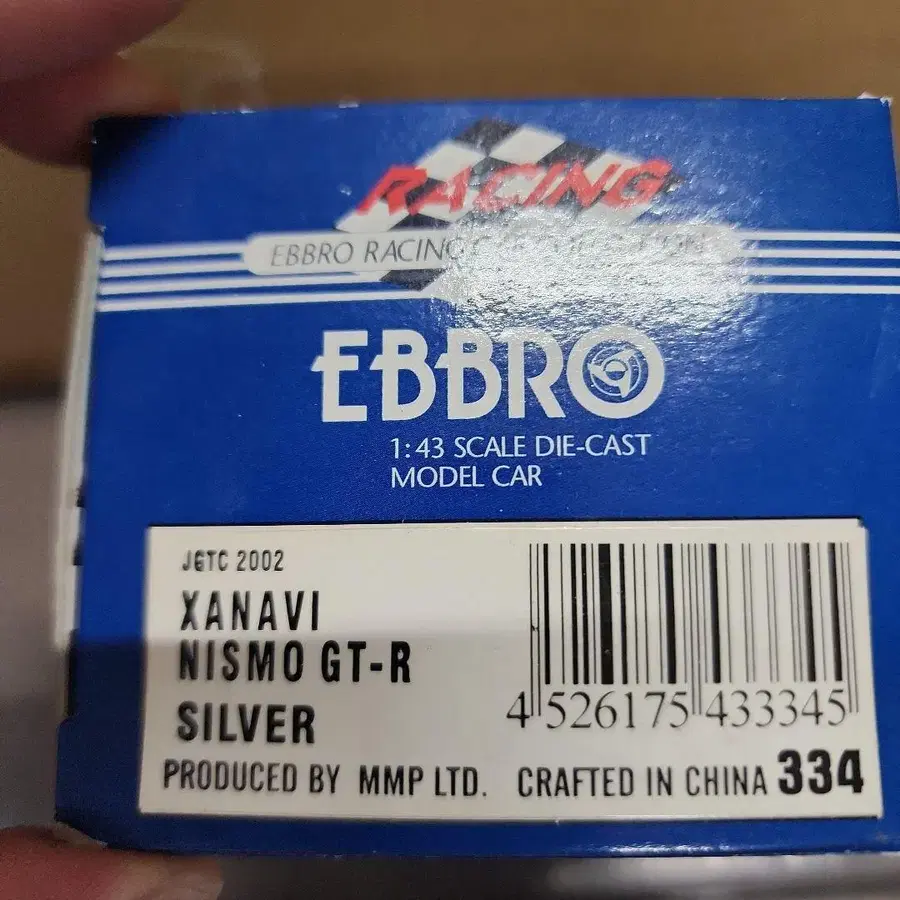 RACING
EBBRO RACING
EBBRO
1:43 SCALE DIE-CAST
MODEL CAR
JGTC 2002
XANAVI
NISMO GT-R
SILVER
4 526175 433345
PRODUCED BY MMP LTD. CRAFTED IN CHINA 334